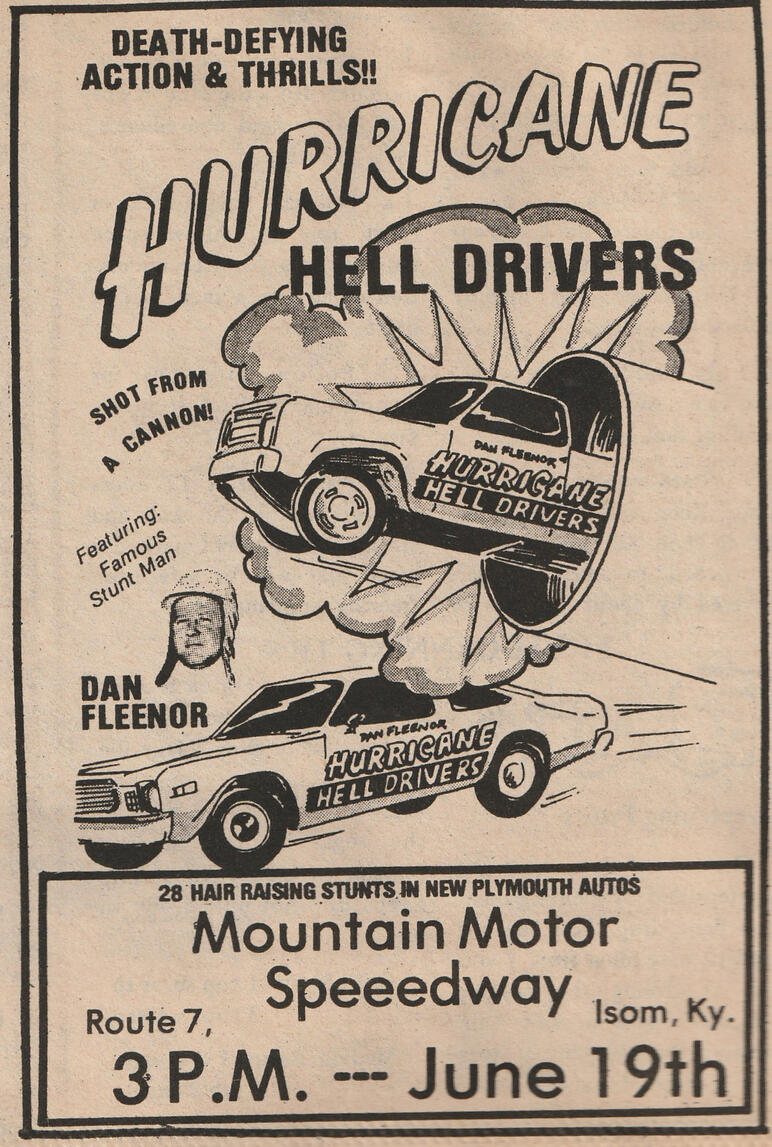 DEATH-DEFYING
ACTION & THRILLS!!
HURRICANE
HELL DRIVERS
SHOT FROM
A CANNON!
DAN FLEENOR
HURRICANE
HELL DRIVERS
Featuring:
Famous
Stunt Man
DAN
FLEENOR
DAN FLEENOR
HURRICANE
HELL DRIVERS
28 HAIR RAISING STUNTS IN NEW PLYMOUTH AUTOS
Mountain Motor
Speeedway
Route 7,
Isom, Ky.
3 P.M. --- June 19th